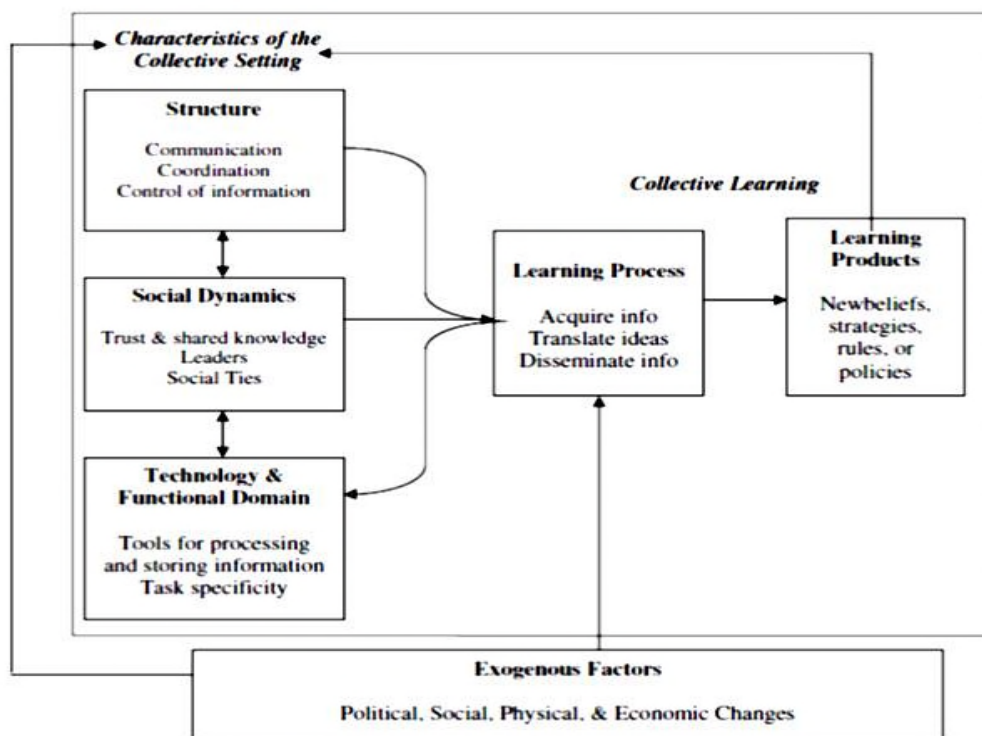 Characteristics of the
Collective Setting
Structure
Communication
Coordination
Control of information
Social Dynamics
Trust & shared knowledge
Leaders
Social Ties
Technology &
Functional Domain
Tools for processing
and storing information
Task specificity
Learning Process
Acquire info
Translate ideas
Disseminate info
Collective Learning
Learning
Products
Newbeliefs,
strategies,
rules, or
policies
Exogenous Factors
Political, Social, Physical, & Economic Changes